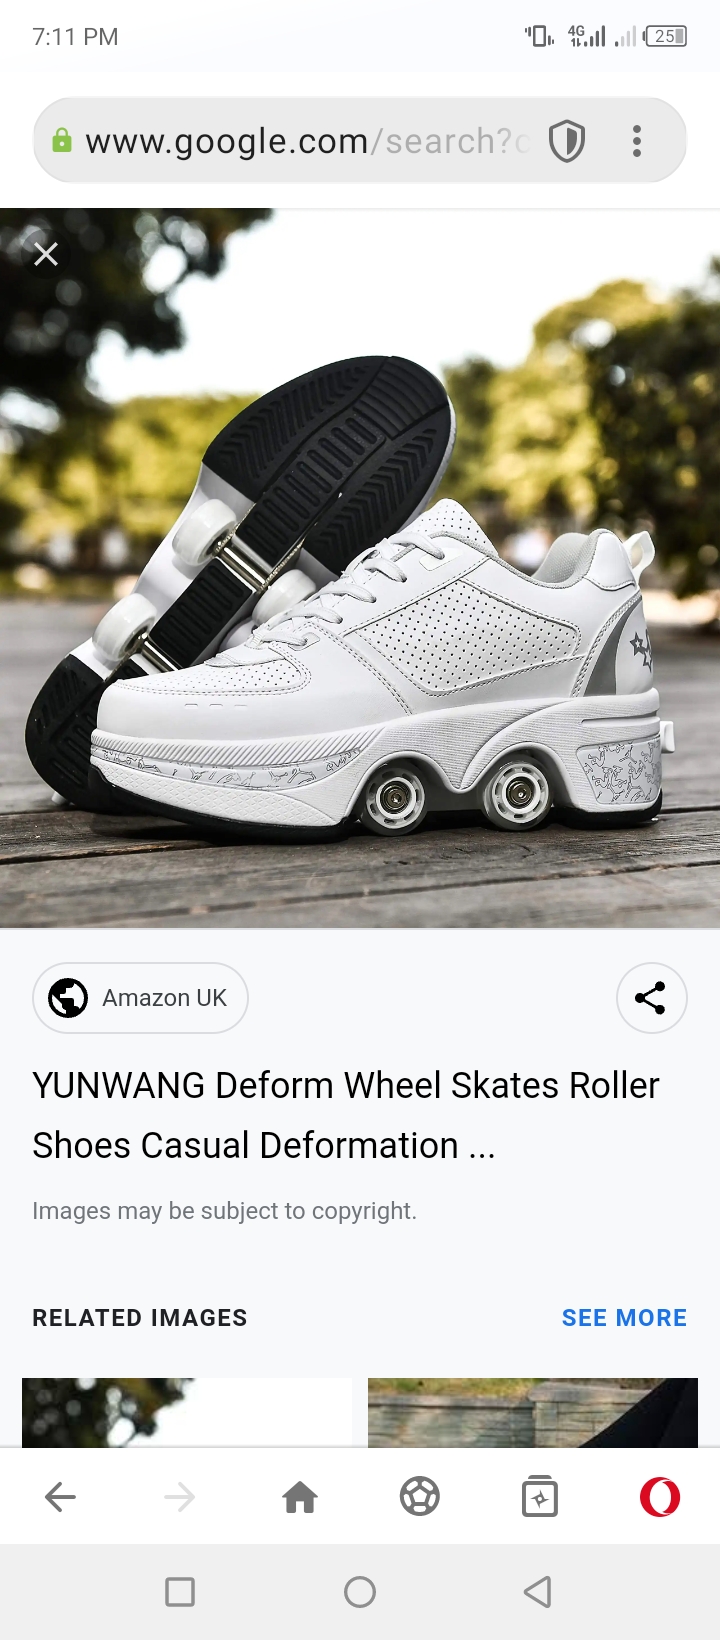 7:11 PM
4G
25
www.google.com/search?
Amazon UK
YUNWANG Deform Wheel Skates Roller
Shoes Casual Deformation ...
Images may be subject to copyright.
RELATED IMAGES
SEE MORE